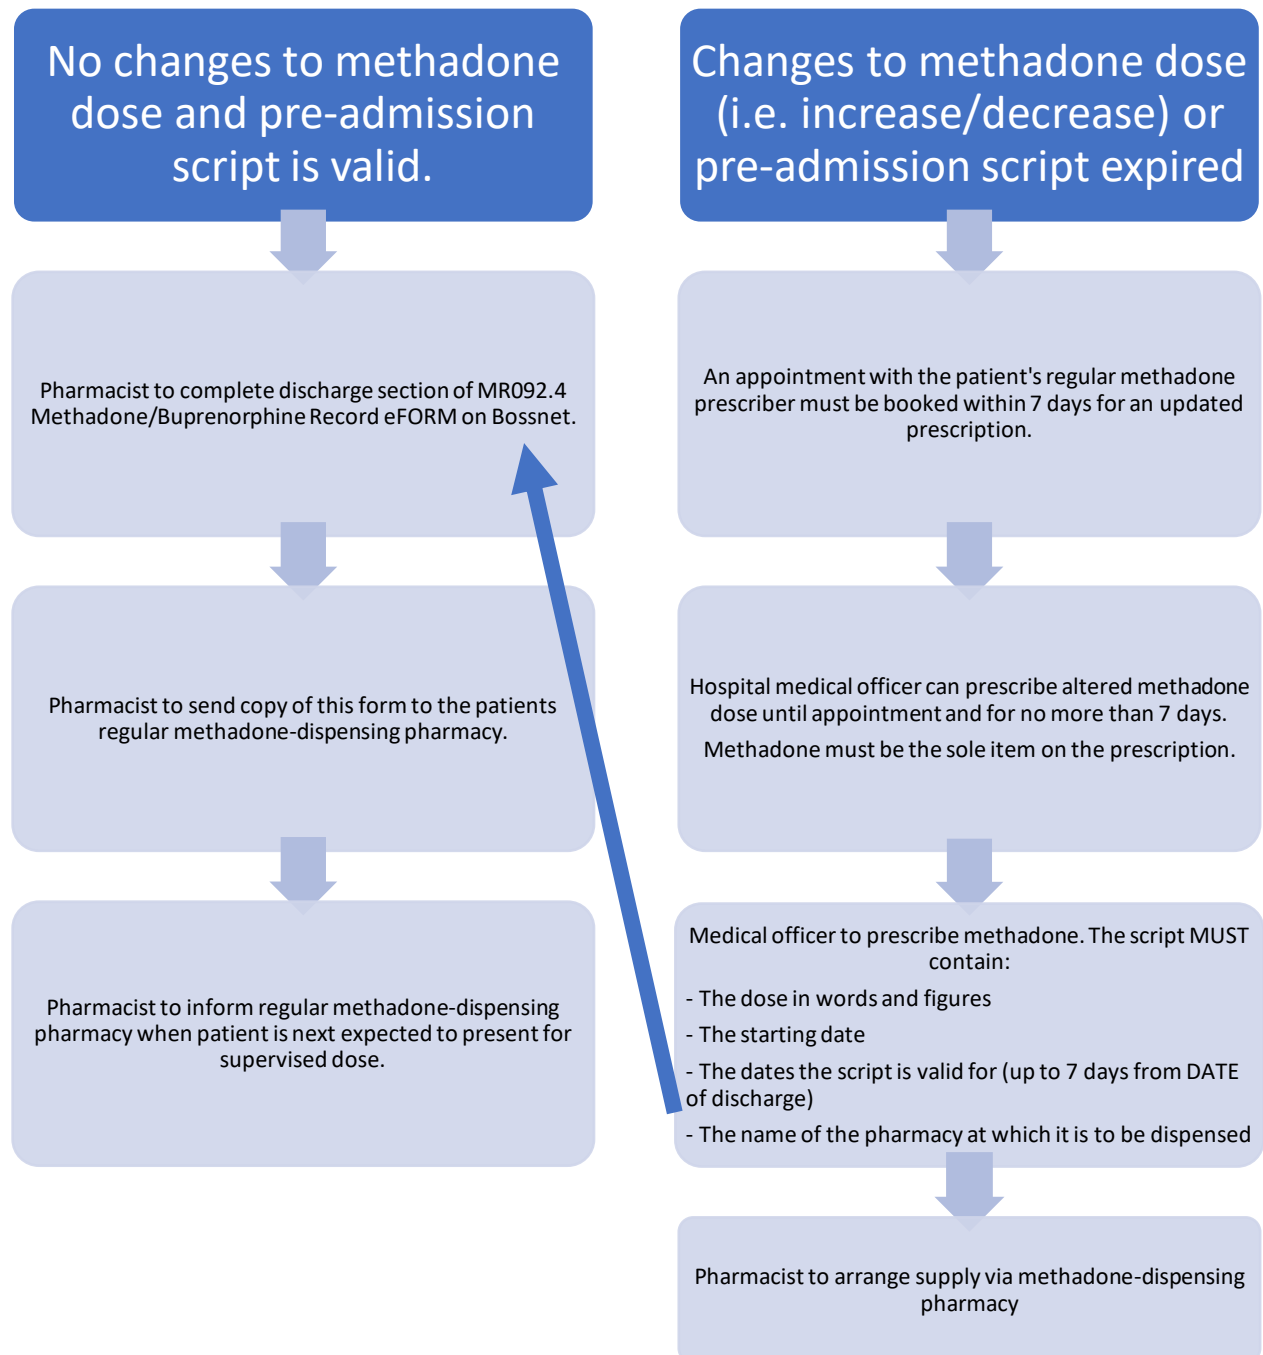 No changes to methadone
dose and pre-admission
script is valid.
Pharmacist to complete discharge section of MR092.4
Methadone/Buprenorphine Record eFORM on Bossnet.
Pharmacist to send copy of this form to the patients
regular methadone-dispensing pharmacy.
Pharmacist to inform regular methadone-dispensing
pharmacy when patient is next expected to present for
supervised dose.
Changes to methadone dose
(i.e. increase/decrease) or
pre-admission script expired
An appointment with the patient's regular methadone
prescriber must be booked within 7 days for an updated
prescription.
Hospital medical officer can prescribe altered methadone
dose until appointment and for no more than 7 days.
Methadone must be the sole item on the prescription.
Medical officer to prescribe methadone. The script MUST
contain:
- The dose in words and figures
- The starting date
- The dates the script is valid for (up to 7 days from DATE
of discharge)
- The name of the pharmacy at which it is to be dispensed
Pharmacist to arrange supply via methadone-dispensing
pharmacy